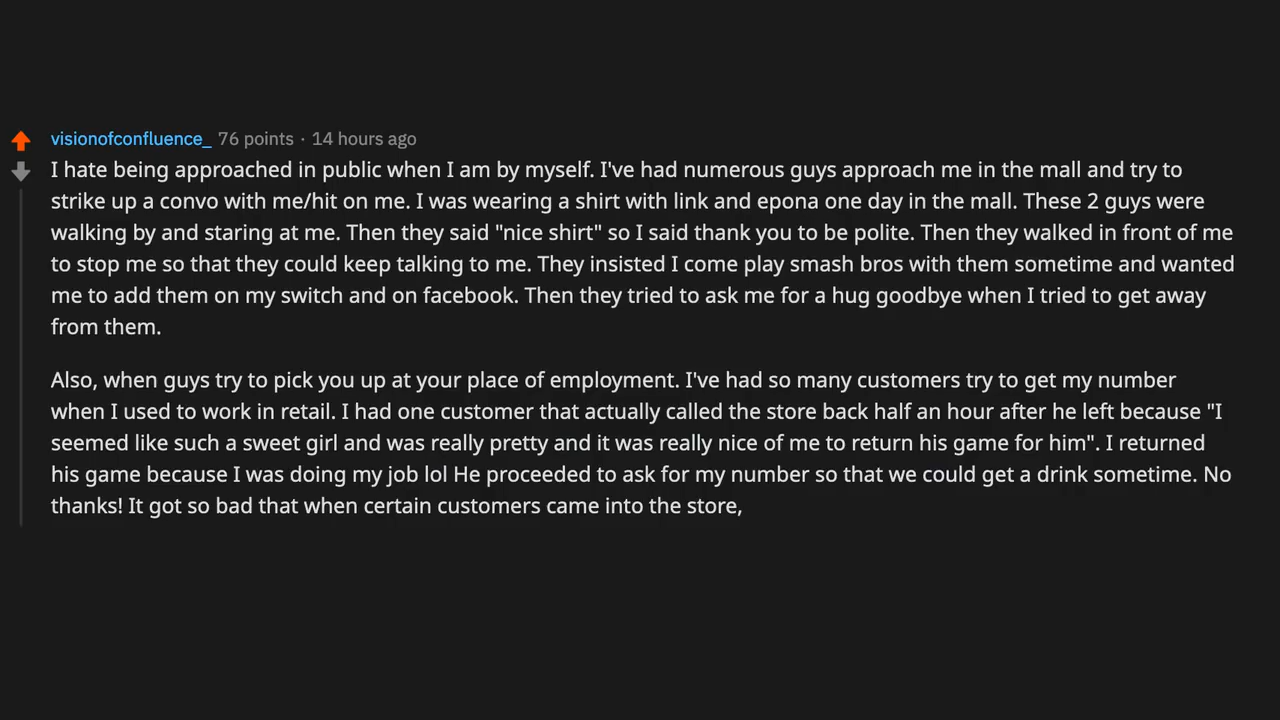 visionofconfluence_ 76 points · 14 hours ago
I hate being approached in public when I am by myself. I've had numerous guys approach me in the mall and try to
strike up a convo with me/hit on me. I was wearing a shirt with link and epona one day in the mall. These 2 guys were
walking by and staring at me. Then they said "nice shirt" so I said thank you to be polite. Then they walked in front of me
to stop me so that they could keep talking to me. They insisted I come play smash bros with them sometime and wanted
me to add them on my switch and on facebook. Then they tried to ask me for a hug goodbye when I tried to get away
from them.
Also, when guys try to pick you up at your place of employment. I've had so many customers try to get my number
when I used to work in retail. I had one customer that actually called the store back half an hour after he left because "I
seemed like such a sweet girl and was really pretty and it was really nice of me to return his game for him". I returned
his game because I was doing my job lol He proceeded to ask for my number so that we could get a drink sometime. No
thanks! It got so bad that when certain customers came into the store,